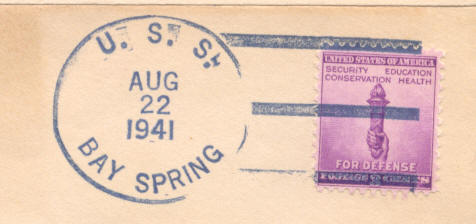 U. S. S.
AUG
22
1941
BAY SPRING
UNITED STATES OF AMERICA
SECURITY EDUCATION
CONSERVATION HEALTH
FOR DEFENSE